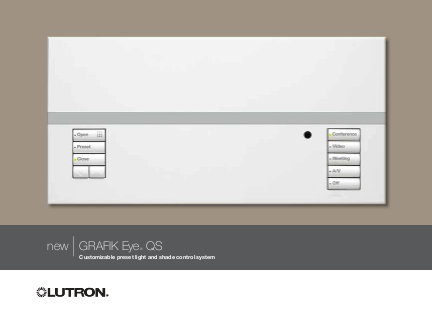 Open
Preset
Close
Conference
Video
Meeting
A/V
Off
new | GRAFIK Eye® QS
Customizable preset light and shade control system
LUTRON®